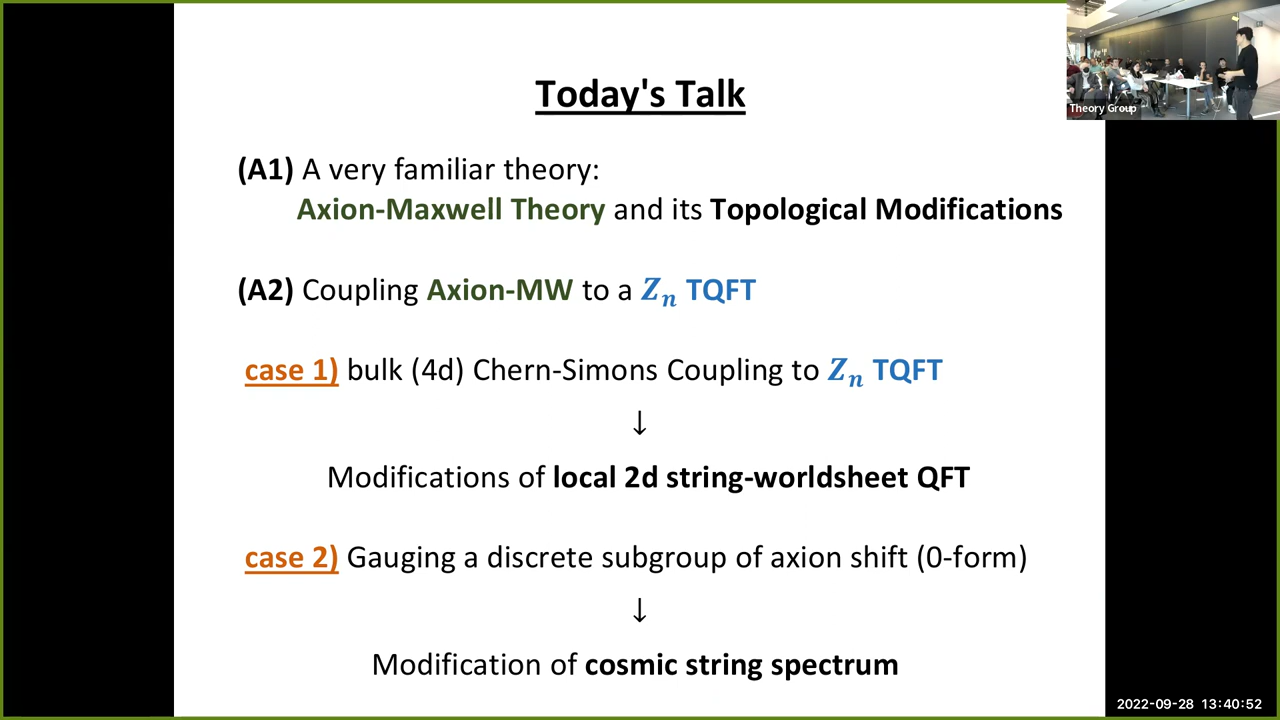 Today's Talk
Theory Group
(A1) A very familiar theory:
Axion-Maxwell Theory and its Topological Modifications
(A2) Coupling Axion-MW to a Zₙ TQFT
case 1) bulk (4d) Chern-Simons Coupling to Zₙ TQFT
↓
Modifications of local 2d string-worldsheet QFT
case 2) Gauging a discrete subgroup of axion shift (0-form)
↓
Modification of cosmic string spectrum
2022-09-28 13:40:52